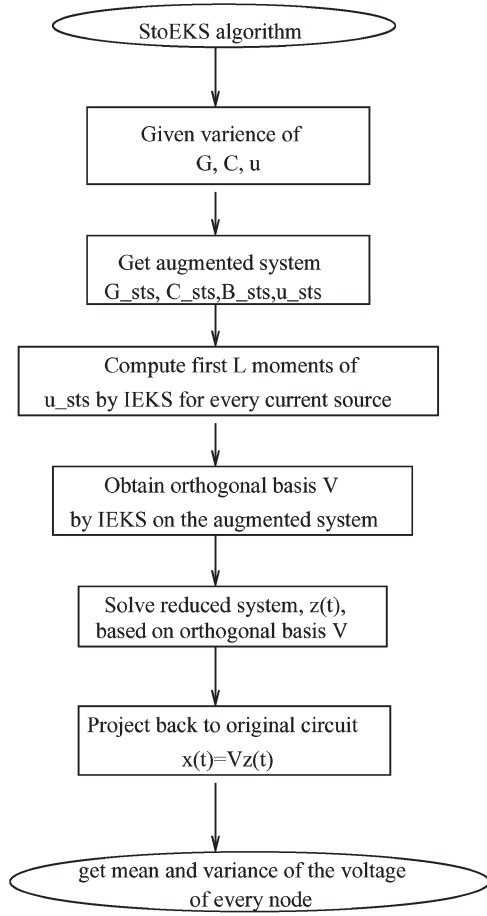 StoEKS algorithm
Given varience of
G, C, u
Get augmented system
G_sts, C_sts,B_sts,u_sts
Compute first L moments of
u_sts by IEKS for every current source
Obtain orthogonal basis V
by IEKS on the augmented system
Solve reduced system, z(t),
based on orthogonal basis V
Project back to original circuit
x(t)=Vz(t)
get mean and variance of the voltage
of every node